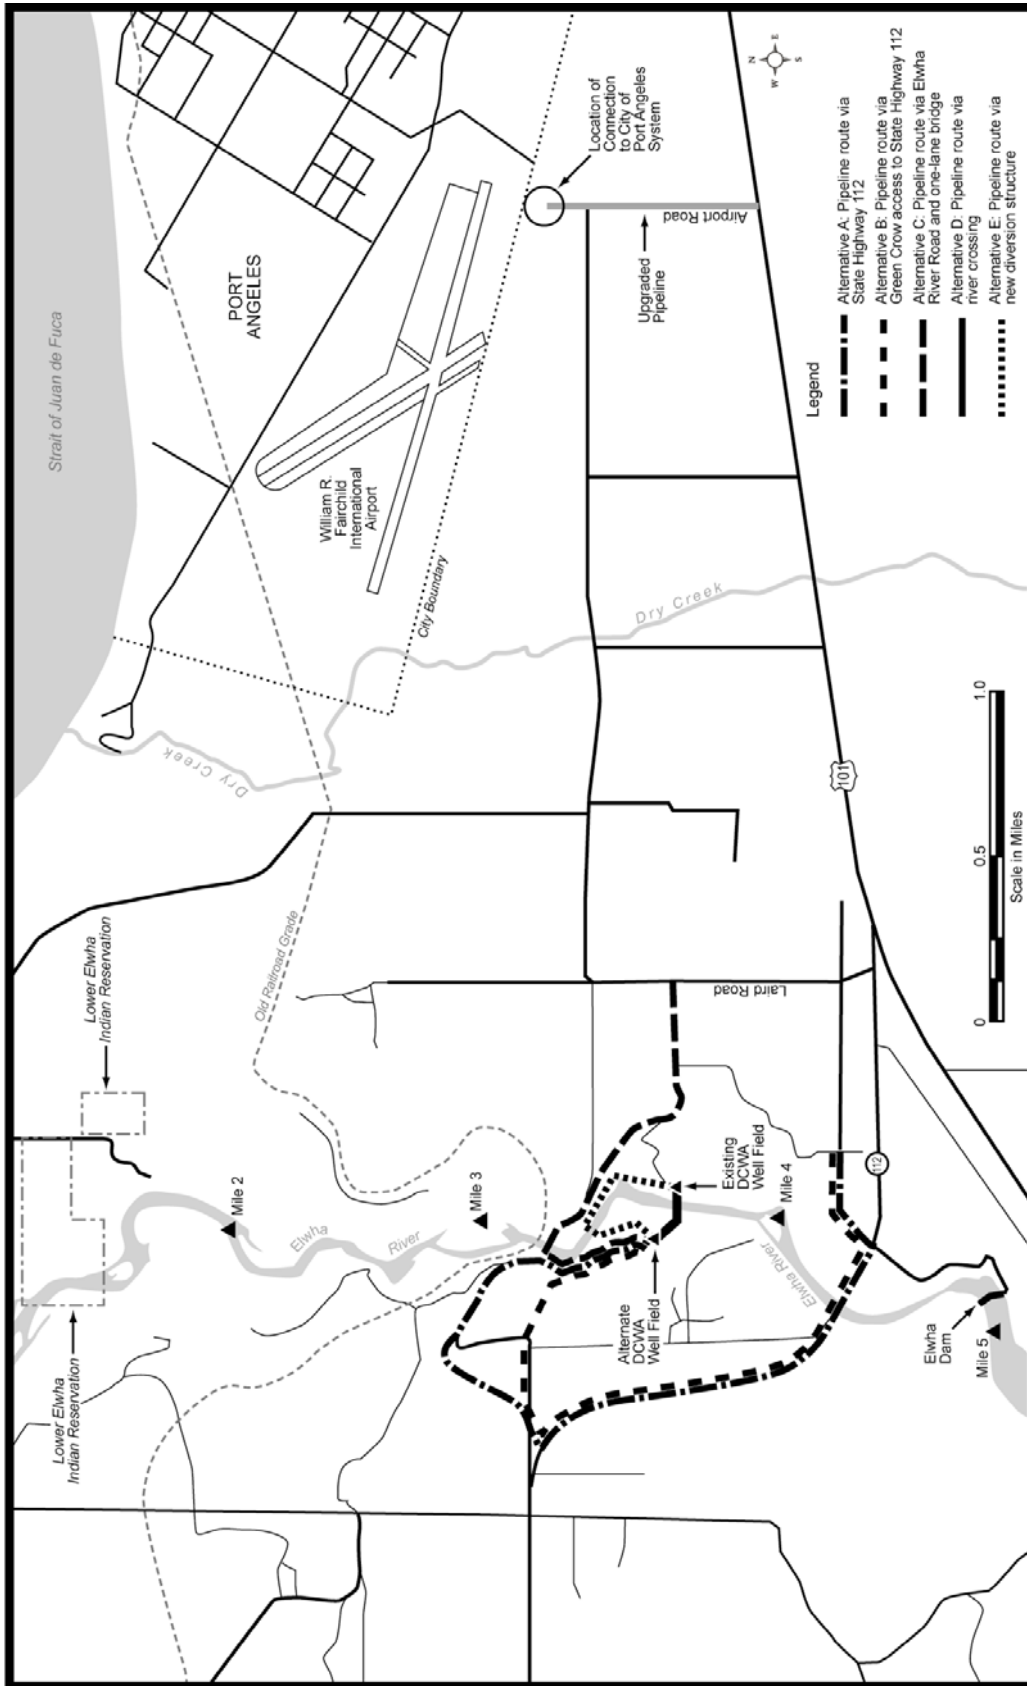 Strait of Juan de Fuca
PORT
ANGELES
William R.
Fairchild
International
Airport
City Boundary
Location of
Connection
to City of
Port Angeles
System
Upgraded
Pipeline
Airport Road
N
E
S
W
Dry Creek
Dry Creek
Lower Elwha
Indian Reservation
Lower Elwha
Indian Reservation
Old Railroad Grade
Mile 2
Elwha
River
Mile 3
Existing
DCWA
Well Field
Alternate
DCWA
Well Field
Mile 4
Elwha River
Laird Road
101
112
Elwha
Dam
Mile 5
Legend
Alternative A: Pipeline route via
State Highway 112
Alternative B: Pipeline route via
Green Crow access to State Highway 112
Alternative C: Pipeline route via Elwha
River Road and one-lane bridge
Alternative D: Pipeline route via
river crossing
Alternative E: Pipeline route via
new diversion structure
0
0.5
1.0
Scale in Miles